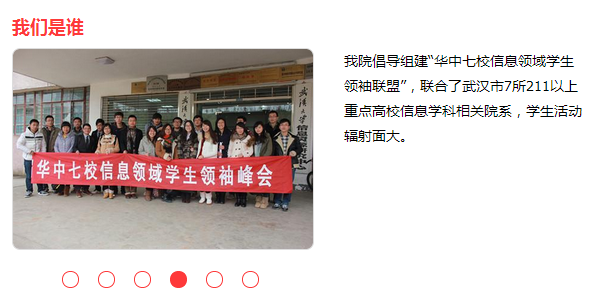 我们是谁
我院倡导组建“华中七校信息领域学生
领袖联盟”，联合了武汉市7所211以上
重点高校信息学科相关院系，学生活动
辐射面大。
华中七校信息领域学生领袖峰会